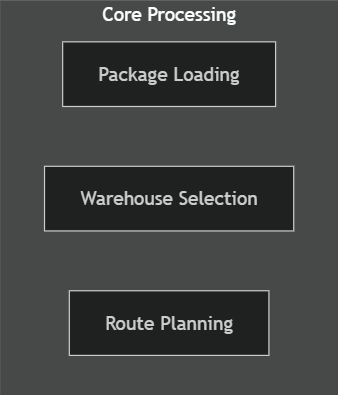 Core Processing
Package Loading
Warehouse Selection
Route Planning